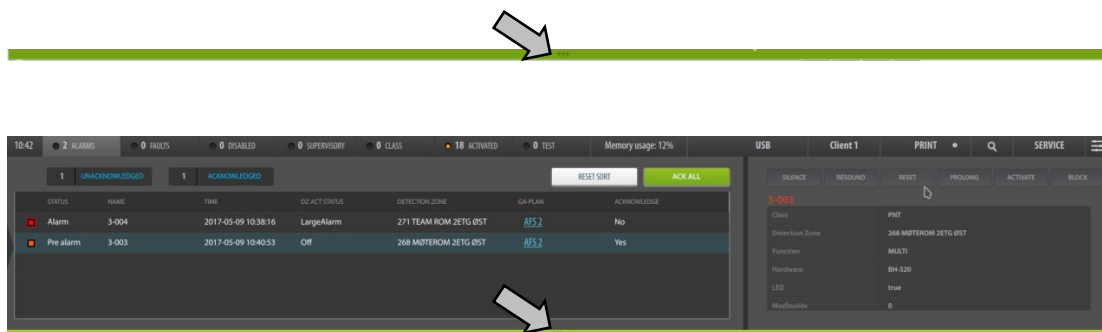 10:42 2 ALARMS 0 FAULTS 0 DISABLED 0 SUPERVISORY 0 CLASS 18 ACTIVATED 0 TEST Memory usage: 12% USB Client 1 PRINT SERVICE
1 UNACKNOWLEDGED 1 ACKNOWLEDGED RESET SORT ACK ALL SILENCE RESOUND RESET PROLONG ACTIVATE BLOCK
STATUS NAME TIME DZ ACT STATUS DETECTION ZONE GA-PLAN ACKNOWLEDGE 3-003
Alarm 3-004 2017-05-09 10:38:16 LargeAlarm 271 TEAM ROM 2ETG ØST AFS 2 No
Pre alarm 3-003 2017-05-09 10:40:53 Off 268 MØTEROM 2ETG ØST AFS 2 Yes
Class PNT
Detection Zone 268 MØTEROM 2ETG ØST
Function MULTI
Hardware BH-320
LED true
ModbusIdx 0